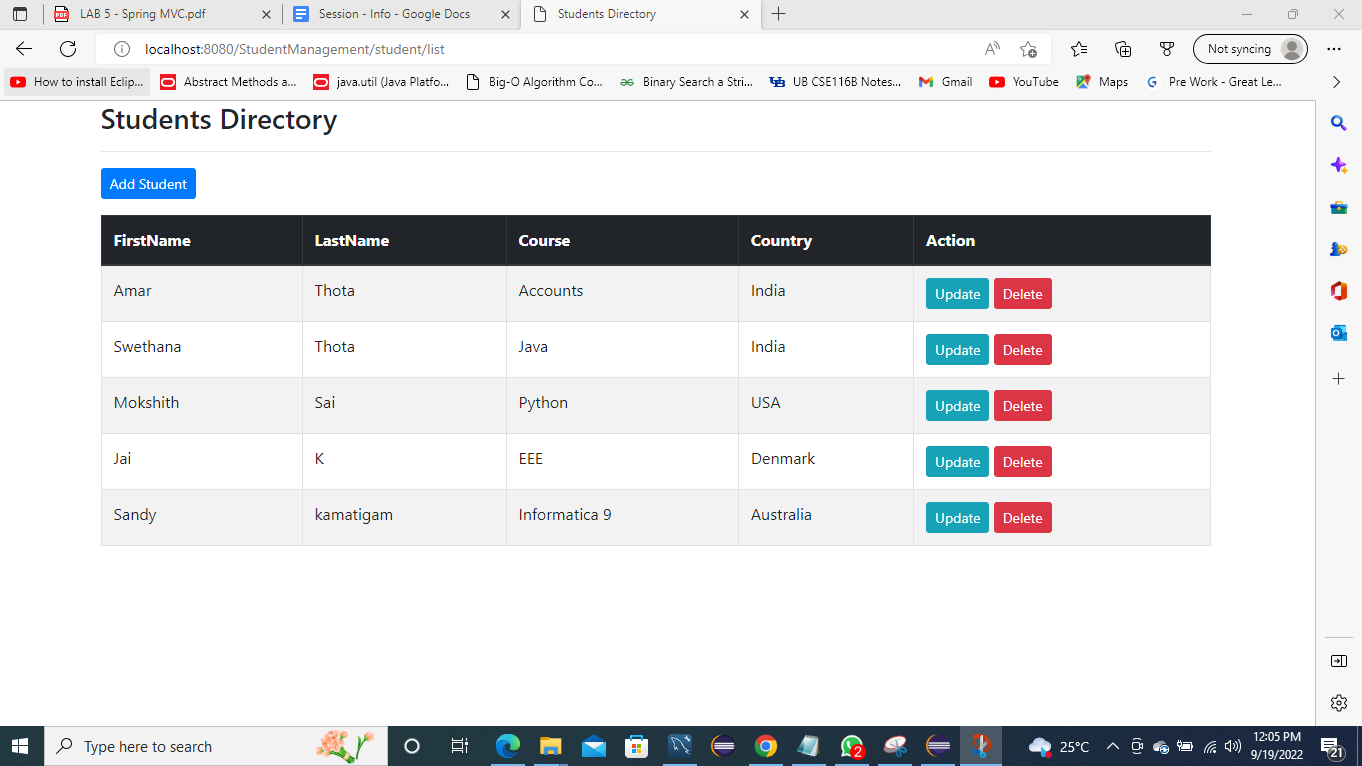 LAB 5 - Spring MVC.pdf
Session - Info - Google Docs
Students Directory
localhost:8080/StudentManagement/student/list
Not syncing
How to install Eclip...
Abstract Methods a...
java.util (Java Platfo...
Big-O Algorithm Co...
Binary Search a Stri...
UB CSE116B Notes...
Gmail
YouTube
Maps
Pre Work - Great Le...
Students Directory
Add Student
FirstName LastName Course Country Action
Amar Thota Accounts India Update Delete
Swethana Thota Java India Update Delete
Mokshith Sai Python USA Update Delete
Jai K EEE Denmark Update Delete
Sandy kamatigam Informatica 9 Australia Update Delete
Type here to search
2
25°C
12:05 PM
9/19/2022
21